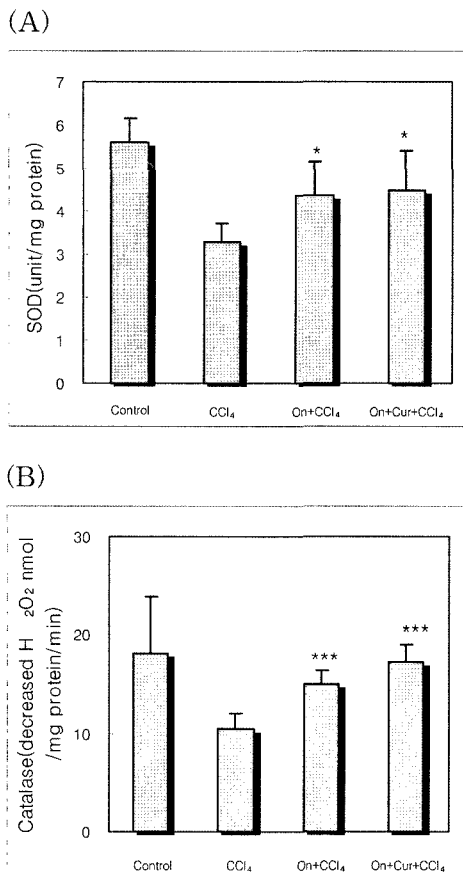 (A)
SOD(unit/mg protein)
7
6
5
4
3
2
1
0
*
*
Control
CCl₄
On+CCl₄
On+Cur+CCl₄
(B)
Catalase(decreased H ₂O₂ nmol
/mg protein/min)
30
20
10
0
***
***
Control
CCl₄
On+CCl₄
On+Cur+CCl₄